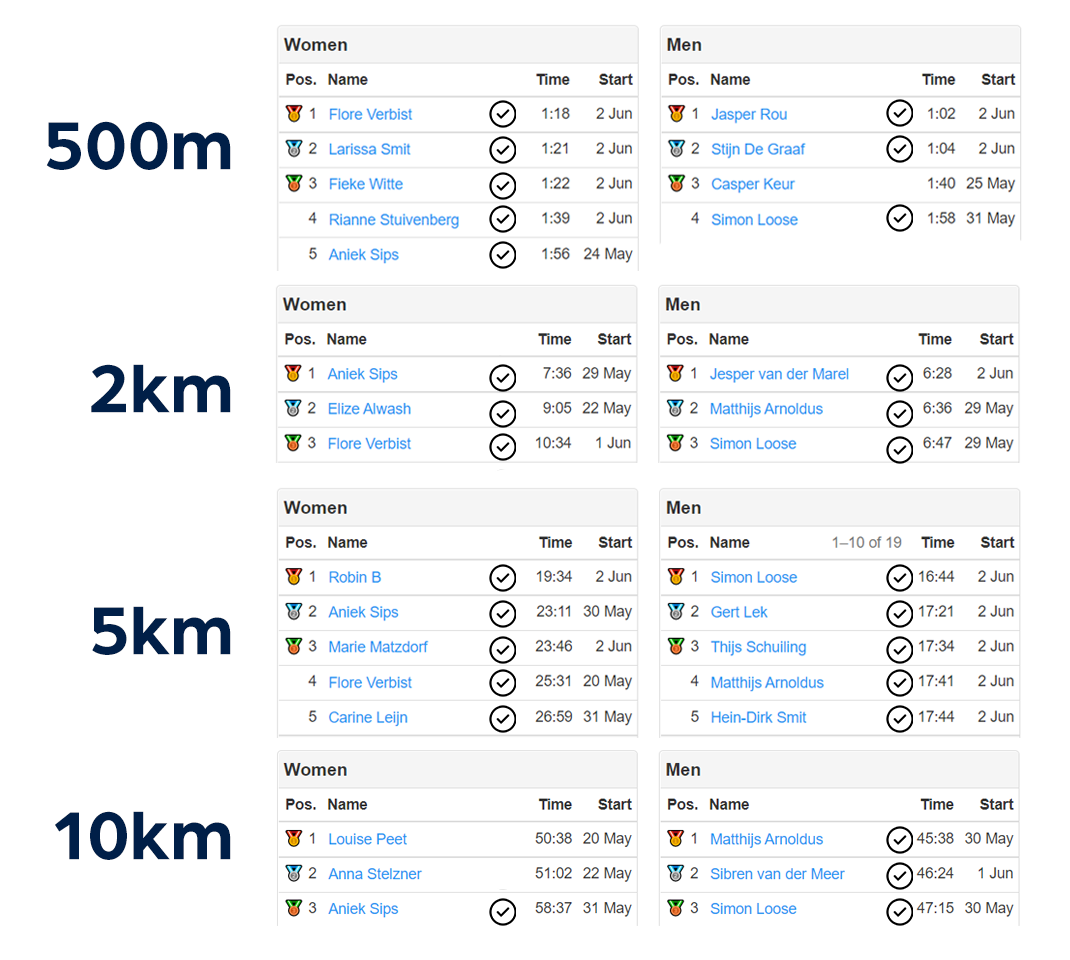 500m
Women
Pos. Name Time Start
1 Flore Verbist 1:18 2 Jun
2 Larissa Smit 1:21 2 Jun
3 Fieke Witte 1:22 2 Jun
4 Rianne Stuivenberg 1:39 2 Jun
5 Aniek Sips 1:56 24 May
Men
Pos. Name Time Start
1 Jasper Rou 1:02 2 Jun
2 Stijn De Graaf 1:04 2 Jun
3 Casper Keur 1:40 25 May
4 Simon Loose 1:58 31 May
2km
Women
Pos. Name Time Start
1 Aniek Sips 7:36 29 May
2 Elize Alwash 9:05 22 May
3 Flore Verbist 10:34 1 Jun
Men
Pos. Name Time Start
1 Jesper van der Marel 6:28 2 Jun
2 Matthijs Arnoldus 6:36 29 May
3 Simon Loose 6:47 29 May
5km
Women
Pos. Name Time Start
1 Robin B 19:34 2 Jun
2 Aniek Sips 23:11 30 May
3 Marie Matzdorf 23:46 2 Jun
4 Flore Verbist 25:31 20 May
5 Carine Leijn 26:59 31 May
Men
Pos. Name 1–10 of 19 Time Start
1 Simon Loose 16:44 2 Jun
2 Gert Lek 17:21 2 Jun
3 Thijs Schuiling 17:34 2 Jun
4 Matthijs Arnoldus 17:41 2 Jun
5 Hein-Dirk Smit 17:44 2 Jun
10km
Women
Pos. Name Time Start
1 Louise Peet 50:38 20 May
2 Anna Stelzner 51:02 22 May
3 Aniek Sips 58:37 31 May
Men
Pos. Name Time Start
1 Matthijs Arnoldus 45:38 30 May
2 Sibren van der Meer 46:24 1 Jun
3 Simon Loose 47:15 30 May